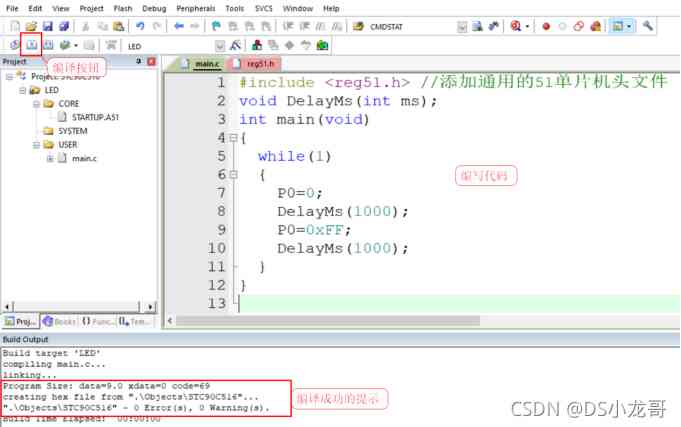 File Edit View Project Flash Debug Peripherals Tools SVCS Window Help
CMDSTAT
LED
编译按钮
Project
LED
CORE
STARTUP.A51
SYSTEM
USER
main.c
Proj... Books {} Func... Tem...
main.c reg51.h
1 #include <reg51.h> //添加通用的51单片机头文件
2 void DelayMs(int ms);
3 int main(void)
4 {
5 while(1)
6 {
7 P0=0;
8 DelayMs(1000);
9 P0=0xFF;
10 DelayMs(1000);
11 }
12 }
13
编写代码
Build Output
Build target 'LED'
compiling main.c...
linking...
Program Size: data=9.0 xdata=0 code=69
creating hex file from ".\Objects\STC90C516"...
".\Objects\STC90C516" - 0 Error(s), 0 Warning(s).
Build Time Elapsed: 00:00:00
编译成功的提示
CSDN @DS小龙哥